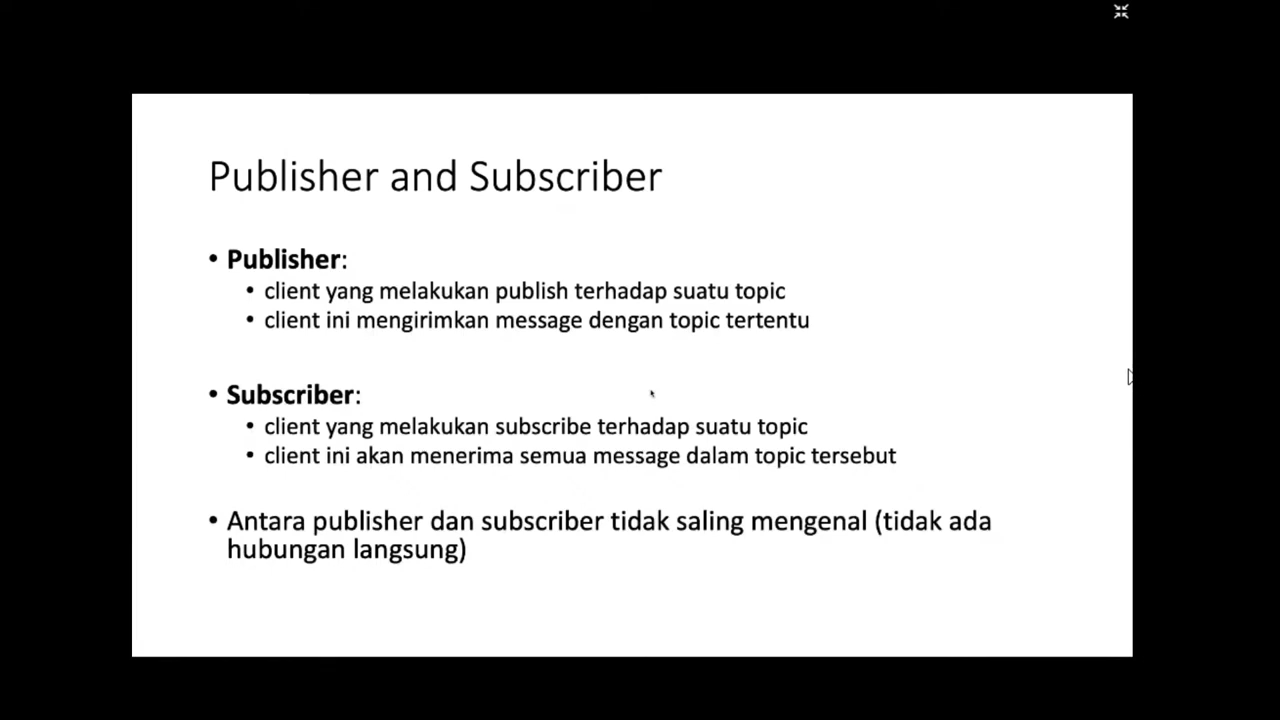 Publisher and Subscriber
• Publisher:
• client yang melakukan publish terhadap suatu topic
• client ini mengirimkan message dengan topic tertentu
• Subscriber:
• client yang melakukan subscribe terhadap suatu topic
• client ini akan menerima semua message dalam topic tersebut
• Antara publisher dan subscriber tidak saling mengenal (tidak ada
hubungan langsung)